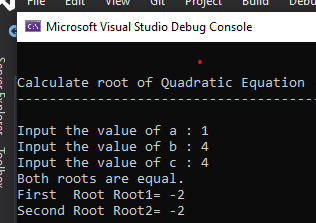 File Edit View Git Project Build Debu
Microsoft Visual Studio Debug Console
Calculate root of Quadratic Equation
----------------------------------------
Input the value of a : 1
Input the value of b : 4
Input the value of c : 4
Both roots are equal.
First  Root Root1= -2
Second Root Root2= -2
Server Explorer
Toolbox